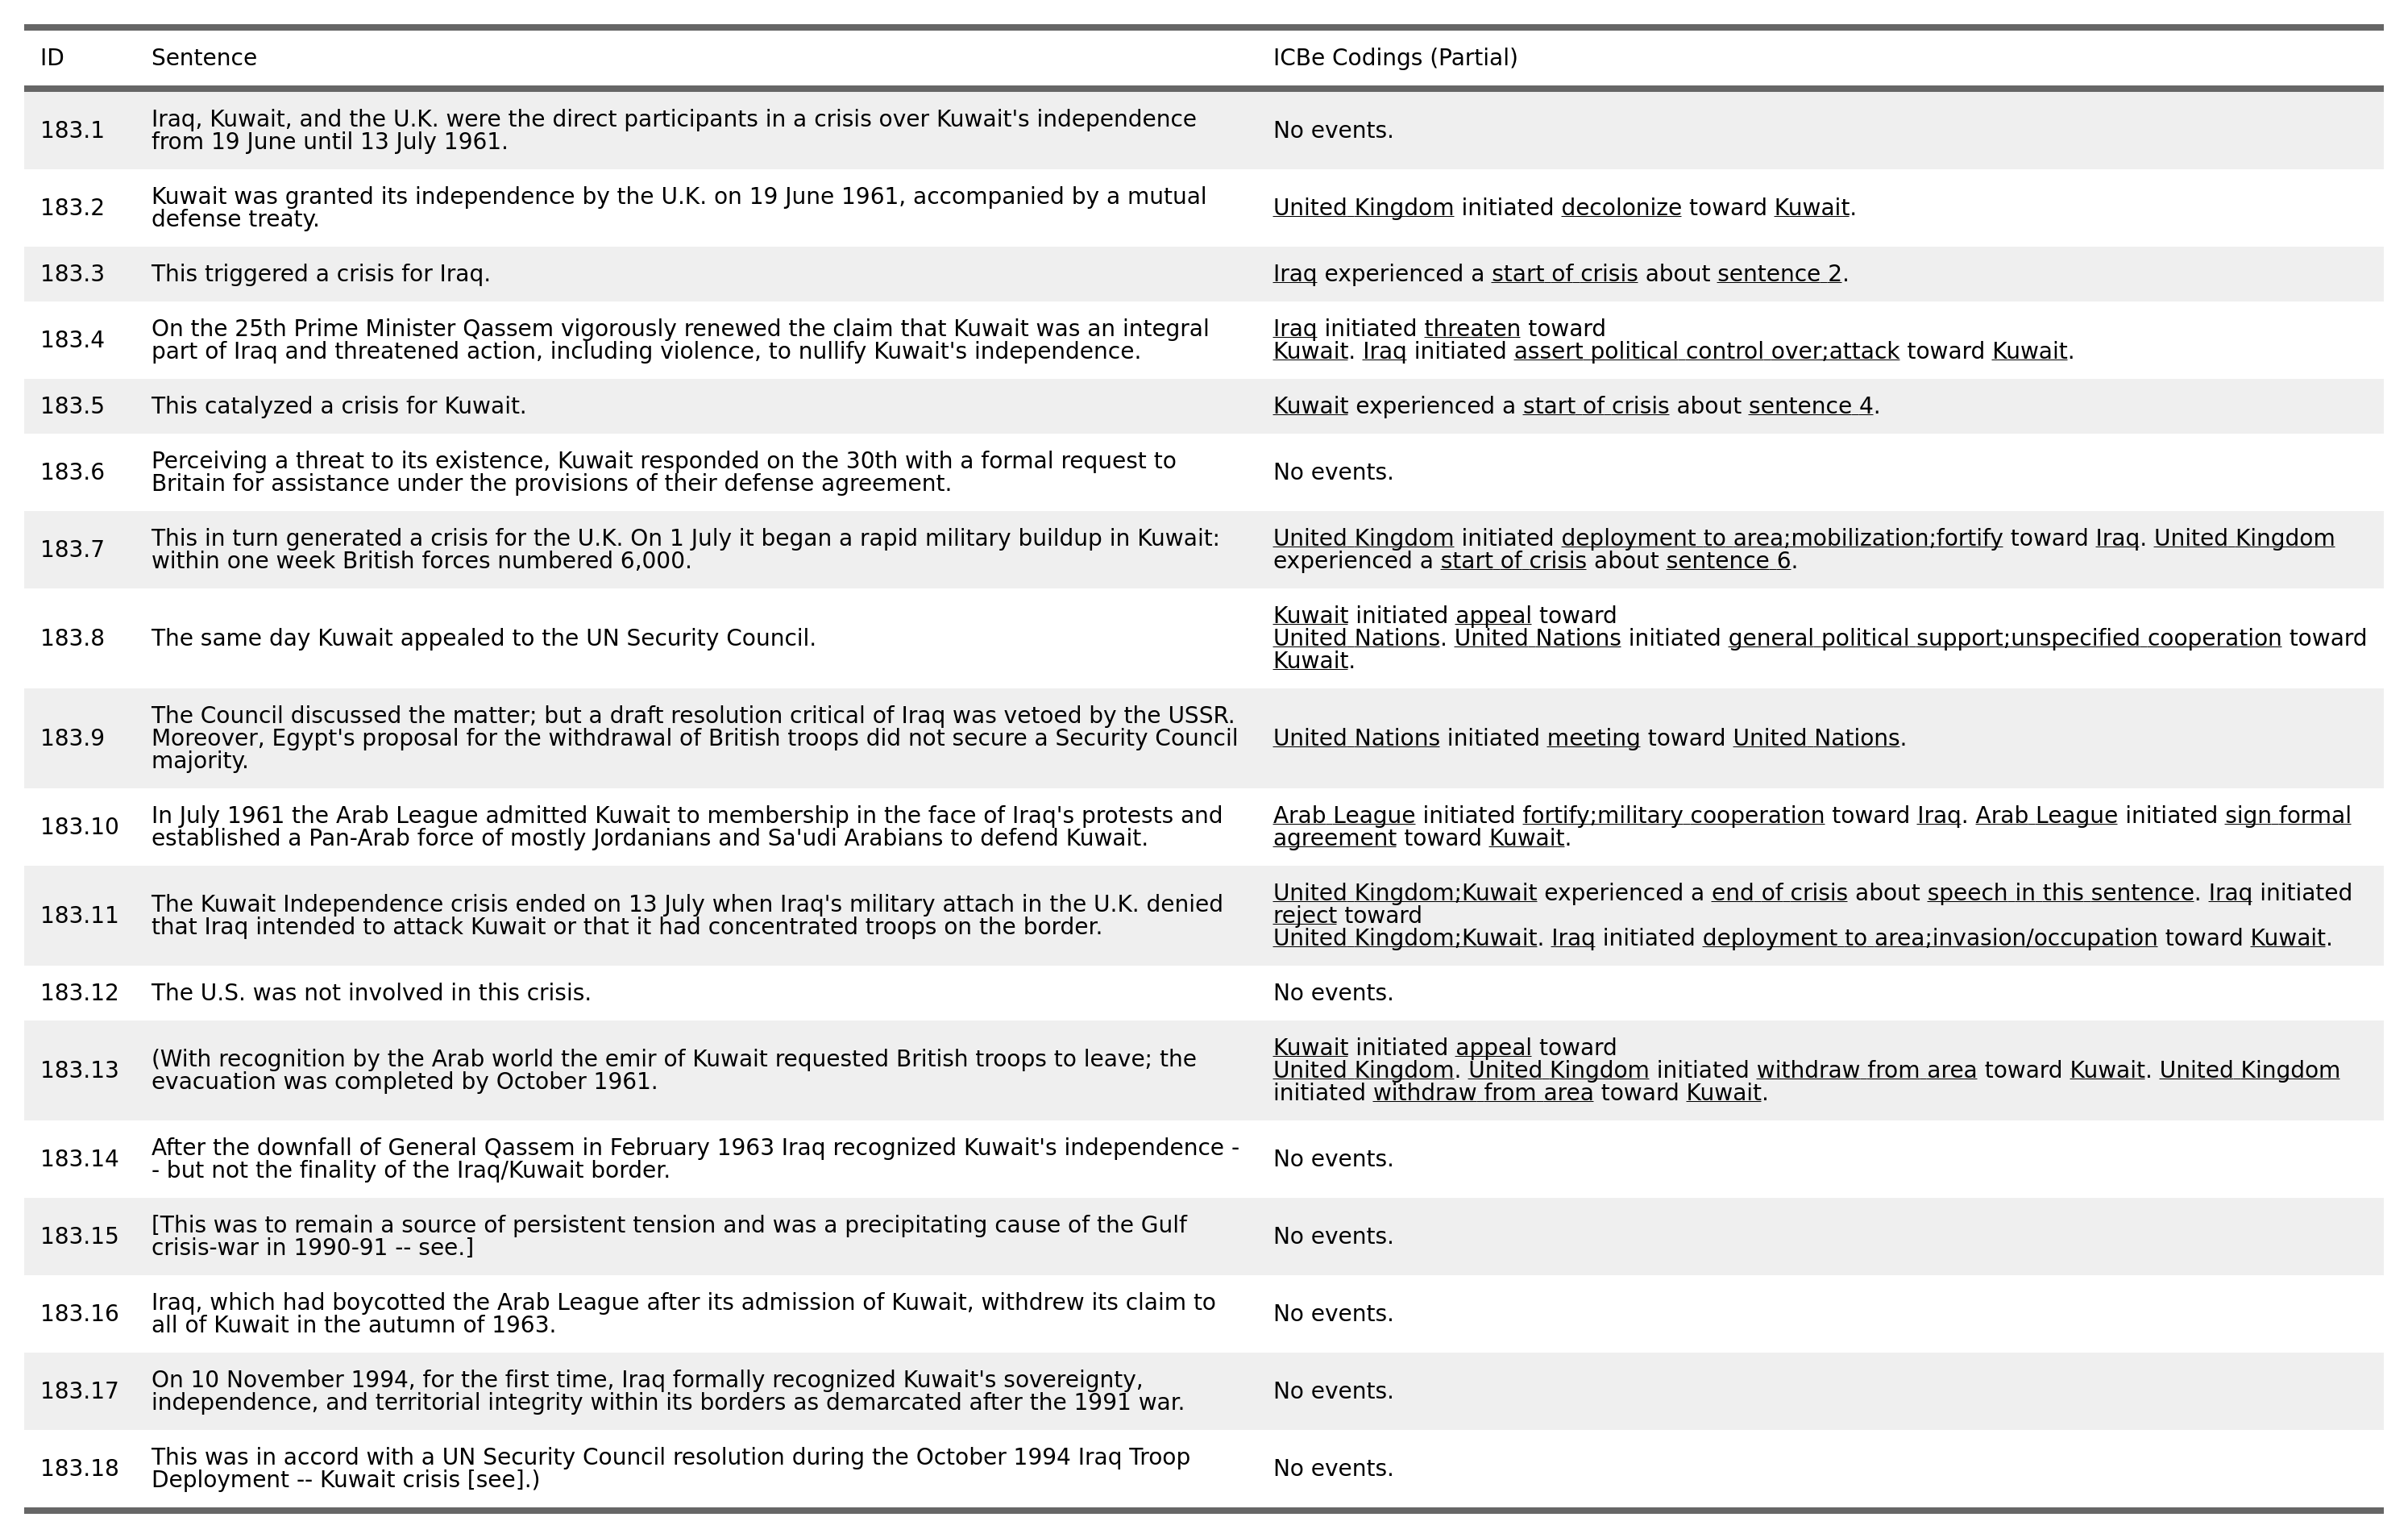 ID Sentence ICBe Codings (Partial)
183.1 Iraq, Kuwait, and the U.K. were the direct participants in a crisis over Kuwait's independence
from 19 June until 13 July 1961. No events.
183.2 Kuwait was granted its independence by the U.K. on 19 June 1961, accompanied by a mutual
defense treaty. United Kingdom initiated decolonize toward Kuwait.
183.3 This triggered a crisis for Iraq. Iraq experienced a start of crisis about sentence 2.
183.4 On the 25th Prime Minister Qassem vigorously renewed the claim that Kuwait was an integral
part of Iraq and threatened action, including violence, to nullify Kuwait's independence.
Iraq initiated threaten toward
Kuwait. Iraq initiated assert political control over;attack toward Kuwait.
183.5 This catalyzed a crisis for Kuwait. Kuwait experienced a start of crisis about sentence 4.
183.6 Perceiving a threat to its existence, Kuwait responded on the 30th with a formal request to
Britain for assistance under the provisions of their defense agreement. No events.
183.7 This in turn generated a crisis for the U.K. On 1 July it began a rapid military buildup in Kuwait:
within one week British forces numbered 6,000.
United Kingdom initiated deployment to area;mobilization;fortify toward Iraq. United Kingdom
experienced a start of crisis about sentence 6.
183.8 The same day Kuwait appealed to the UN Security Council.
Kuwait initiated appeal toward
United Nations. United Nations initiated general political support;unspecified cooperation toward
Kuwait.
183.9 The Council discussed the matter; but a draft resolution critical of Iraq was vetoed by the USSR.
Moreover, Egypt's proposal for the withdrawal of British troops did not secure a Security Council
majority.
United Nations initiated meeting toward United Nations.
183.10 In July 1961 the Arab League admitted Kuwait to membership in the face of Iraq's protests and
established a Pan-Arab force of mostly Jordanians and Sa'udi Arabians to defend Kuwait.
Arab League initiated fortify;military cooperation toward Iraq. Arab League initiated sign formal
agreement toward Kuwait.
183.11 The Kuwait Independence crisis ended on 13 July when Iraq's military attach in the U.K. denied
that Iraq intended to attack Kuwait or that it had concentrated troops on the border.
United Kingdom;Kuwait experienced a end of crisis about speech in this sentence. Iraq initiated
reject toward
United Kingdom;Kuwait. Iraq initiated deployment to area;invasion/occupation toward Kuwait.
183.12 The U.S. was not involved in this crisis. No events.
183.13 (With recognition by the Arab world the emir of Kuwait requested British troops to leave; the
evacuation was completed by October 1961.
Kuwait initiated appeal toward
United Kingdom. United Kingdom initiated withdraw from area toward Kuwait. United Kingdom
initiated withdraw from area toward Kuwait.
183.14 After the downfall of General Qassem in February 1963 Iraq recognized Kuwait's independence -
- but not the finality of the Iraq/Kuwait border. No events.
183.15 [This was to remain a source of persistent tension and was a precipitating cause of the Gulf
crisis-war in 1990-91 -- see.] No events.
183.16 Iraq, which had boycotted the Arab League after its admission of Kuwait, withdrew its claim to
all of Kuwait in the autumn of 1963. No events.
183.17 On 10 November 1994, for the first time, Iraq formally recognized Kuwait's sovereignty,
independence, and territorial integrity within its borders as demarcated after the 1991 war. No events.
183.18 This was in accord with a UN Security Council resolution during the October 1994 Iraq Troop
Deployment -- Kuwait crisis [see].) No events.